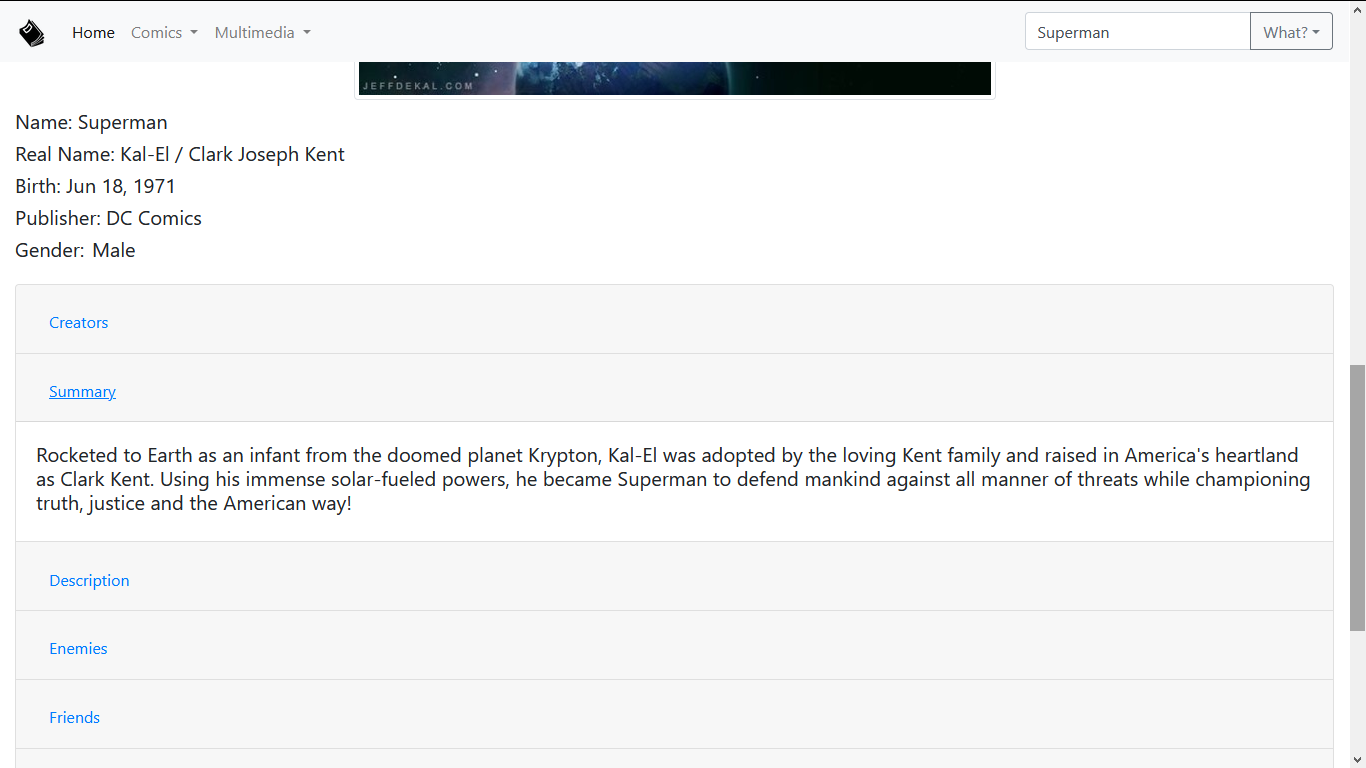 Home Comics Multimedia Superman What?
JEFFDEKAL.COM
Name: Superman
Real Name: Kal-El / Clark Joseph Kent
Birth: Jun 18, 1971
Publisher: DC Comics
Gender: Male
Creators
Summary
Rocketed to Earth as an infant from the doomed planet Krypton, Kal-El was adopted by the loving Kent family and raised in America's heartland
as Clark Kent. Using his immense solar-fueled powers, he became Superman to defend mankind against all manner of threats while championing
truth, justice and the American way!
Description
Enemies
Friends